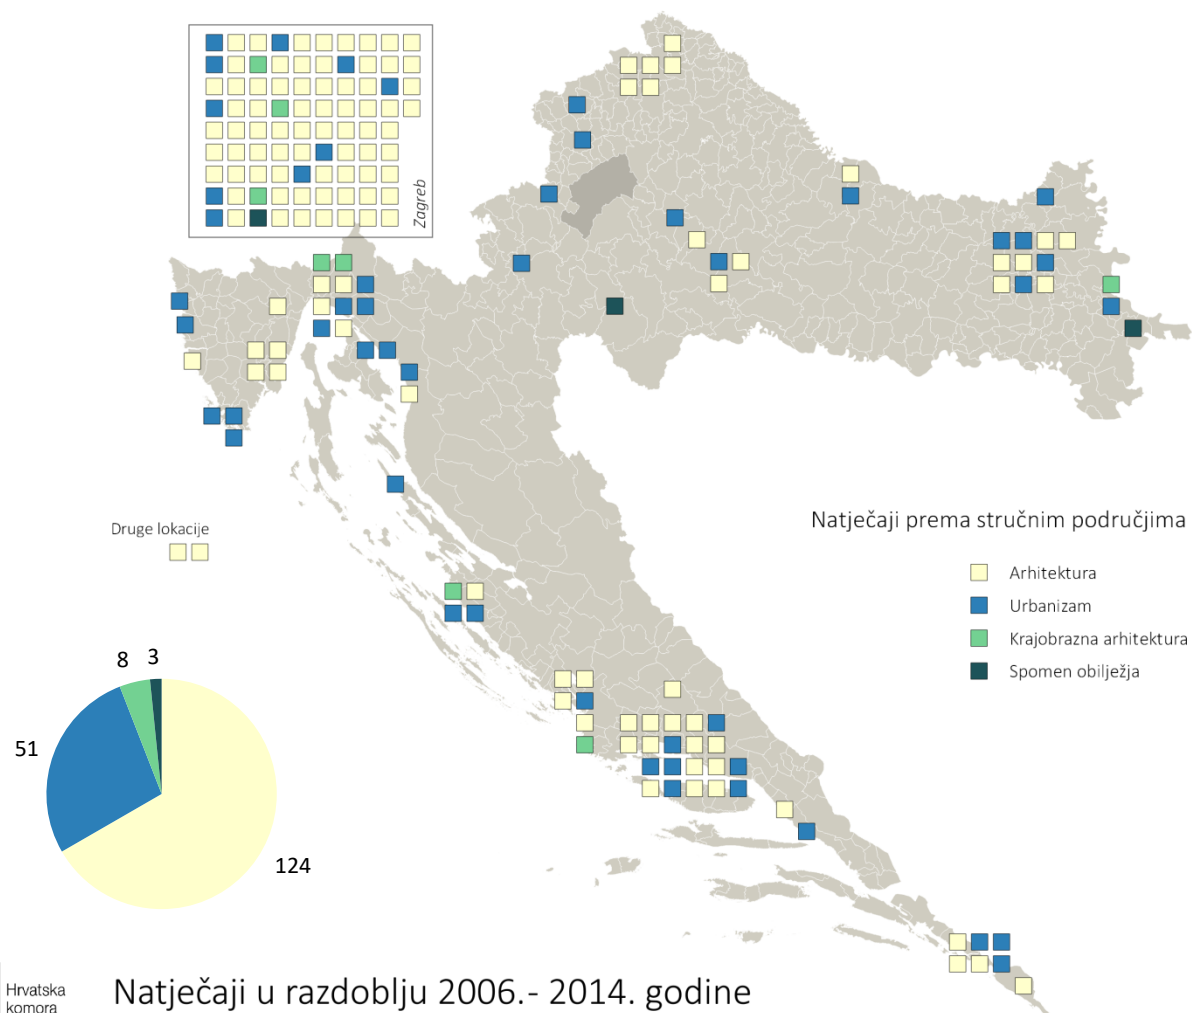 Zagreb
Druge lokacije
Natječaji prema stručnim područjima
Arhitektura
Urbanizam
Krajobrazna arhitektura
Spomen obilježja
8
3
51
124
Hrvatska
komora
Natječaji u razdoblju 2006.- 2014. godine